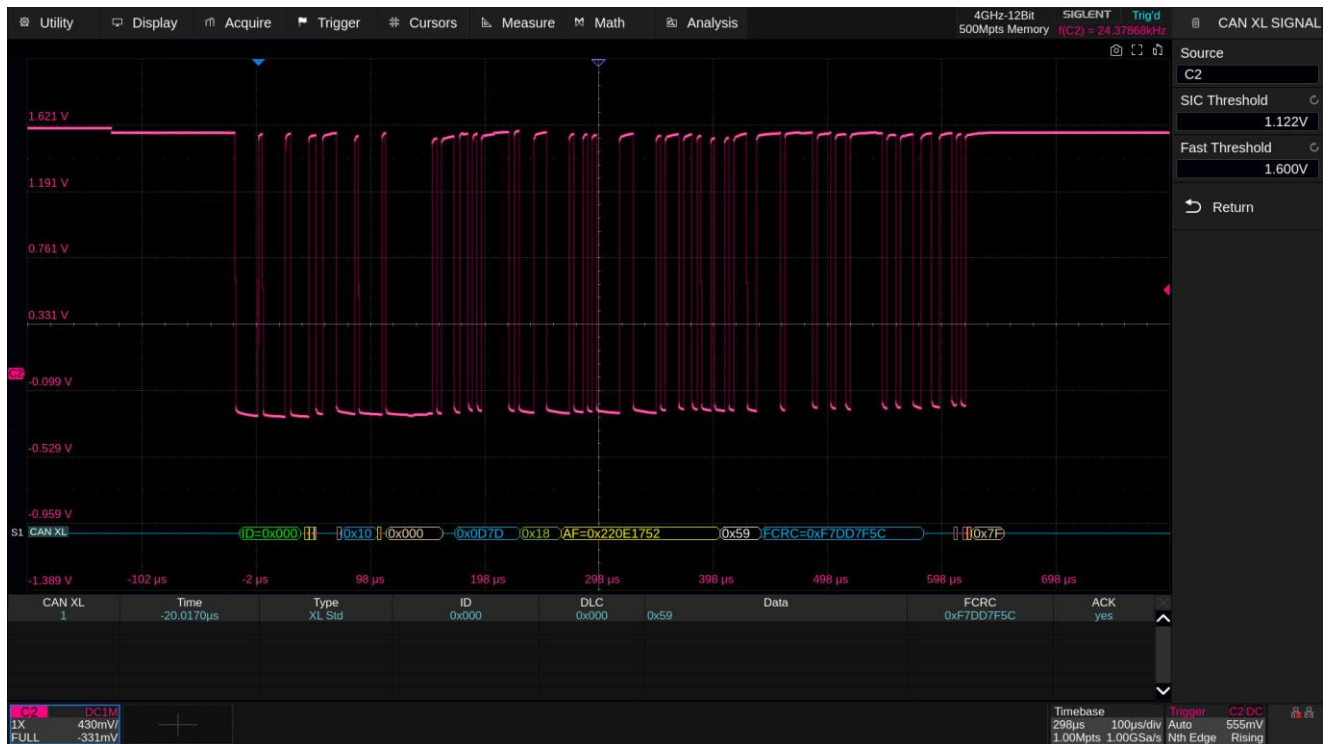 Utility Display Acquire Trigger Cursors Measure Math Analysis 4GHz-12Bit SIGLENT Trig'd CAN XL SIGNAL
500Mpts Memory f(C2) = 24.37868kHz
Source
C2
SIC Threshold
1.122V
Fast Threshold
1.600V
Return
1.621 V
1.191 V
0.761 V
0.331 V
C2
-0.099 V
-0.529 V
-0.959 V
S1 CAN XL ID=0x000 0x10 0x000 0x0D7D 0x18 AF=0x220E1752 0x59 FCRC=0xF7DD7F5C 0x7F
-1.389 V -102 µs -2 µs 98 µs 198 µs 298 µs 398 µs 498 µs 598 µs 698 µs
CAN XL Time Type ID DLC Data FCRC ACK
1 -20.0170µs XL Std 0x000 0x000 0x59 0xF7DD7F5C yes
C2 DC1M
1X 430mV/
FULL -331mV
Timebase
298µs 100µs/div
1.00Mpts 1.00GSa/s
Trigger C2 DC
Auto 555mV
Nth Edge Rising